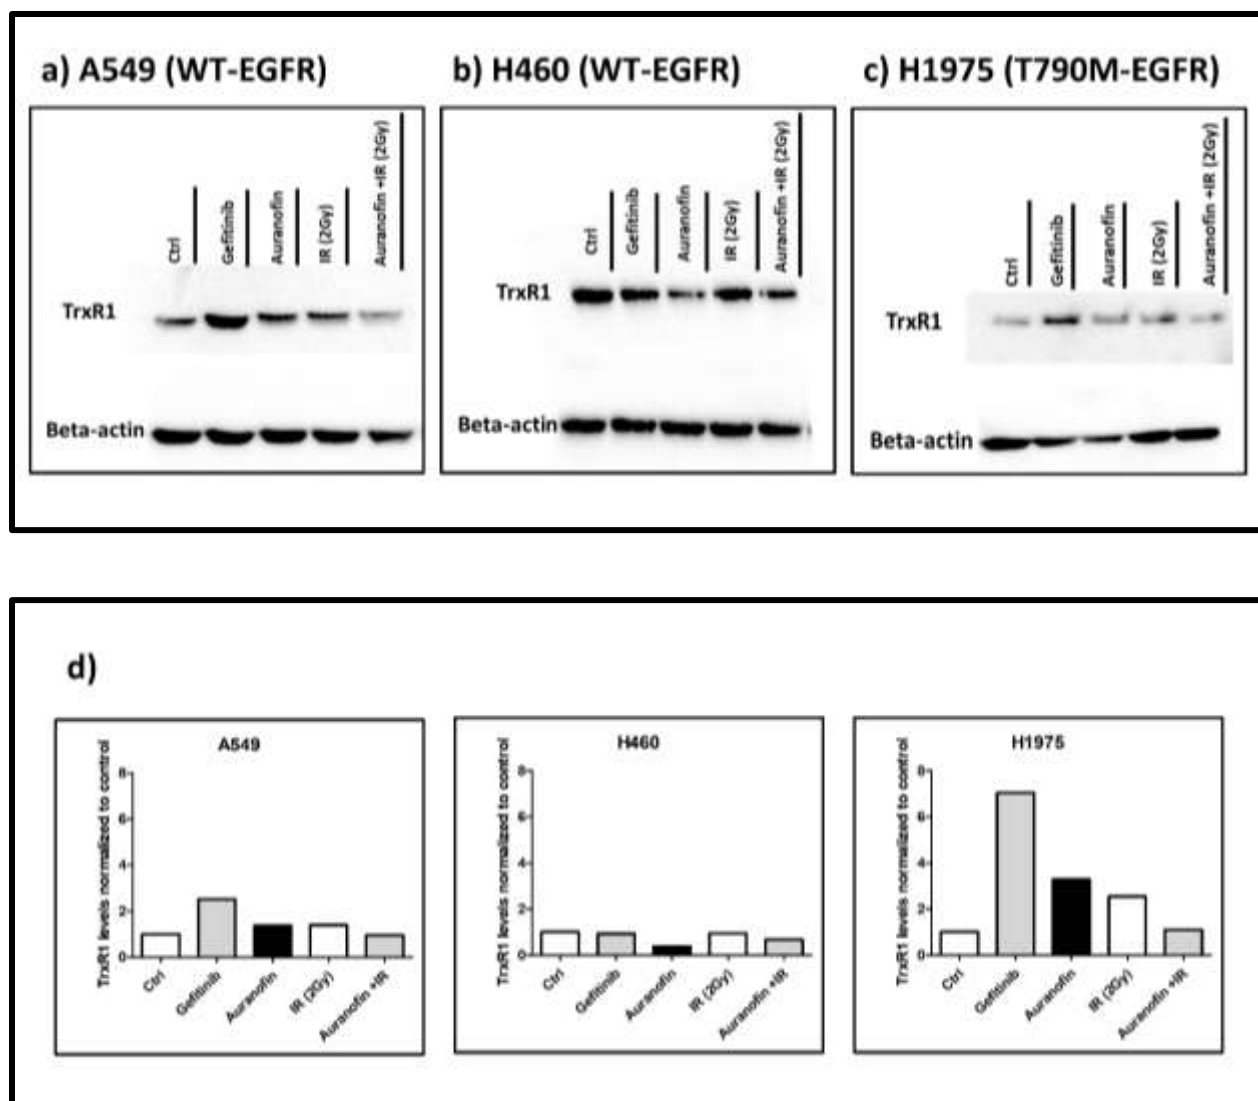 a) A549 (WT-EGFR)
b) H460 (WT-EGFR)
c) H1975 (T790M-EGFR)
Ctrl
Gefitinib
Auranofin
IR (2Gy)
Auranofin +IR (2Gy)
TrxR1
Beta-actin
Ctrl
Gefitinib
Auranofin
IR (2Gy)
Auranofin +IR (2Gy)
TrxR1
Beta-actin
Ctrl
Gefitinib
Auranofin
IR (2Gy)
Auranofin +IR (2Gy)
TrxR1
Beta-actin
d)
A549
TrxR1 levels normalized to control
8
6
4
2
0
Ctrl
Gefitinib
Auranofin
IR (2Gy)
Auranofin +IR
H460
TrxR1 levels normalized to control
8
6
4
2
0
Ctrl
Gefitinib
Auranofin
IR (2Gy)
Auranofin +IR
H1975
TrxR1 levels normalized to control
8
6
4
2
0
Ctrl
Gefitinib
Auranofin
IR (2Gy)
Auranofin +IR